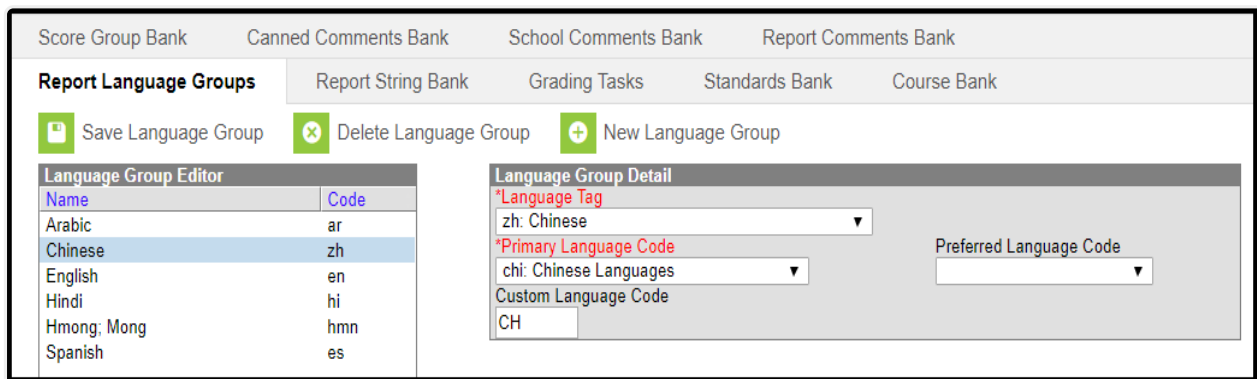 Score Group Bank Canned Comments Bank School Comments Bank Report Comments Bank
Report Language Groups Report String Bank Grading Tasks Standards Bank Course Bank
Save Language Group Delete Language Group New Language Group
Language Group Editor
Name Code
Arabic ar
Chinese zh
English en
Hindi hi
Hmong; Mong hmn
Spanish es
Language Group Detail
*Language Tag
zh: Chinese
*Primary Language Code Preferred Language Code
chi: Chinese Languages
Custom Language Code
CH